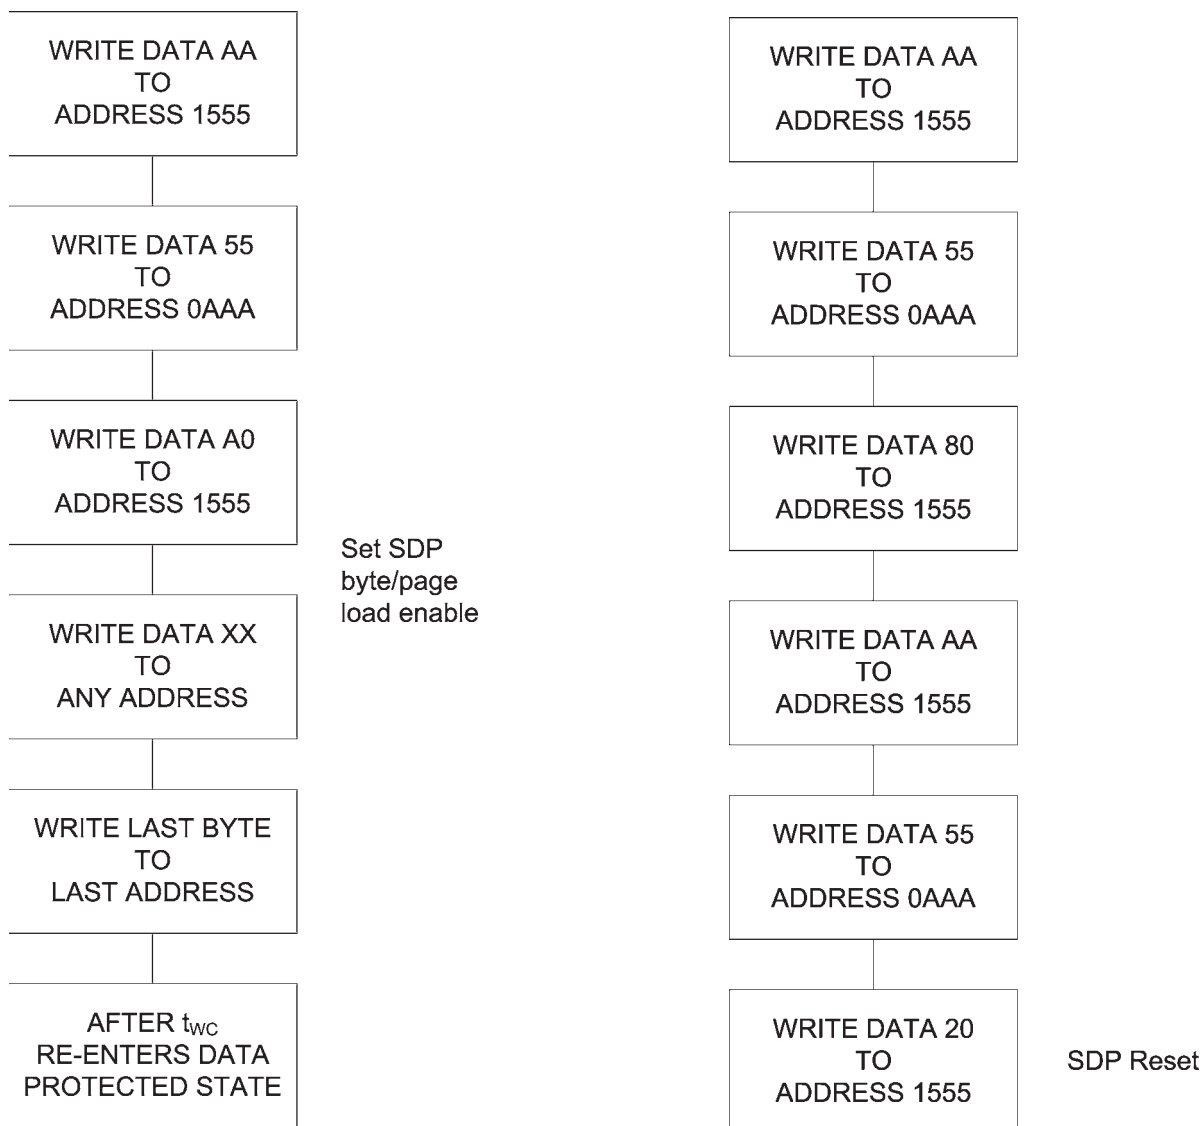 WRITE DATA AA
TO
ADDRESS 1555
WRITE DATA 55
TO
ADDRESS 0AAA
WRITE DATA A0
TO
ADDRESS 1555
WRITE DATA XX
TO
ANY ADDRESS
WRITE LAST BYTE
TO
LAST ADDRESS
AFTER tWC
RE-ENTERS DATA
PROTECTED STATE
Set SDP
byte/page
load enable
WRITE DATA AA
TO
ADDRESS 1555
WRITE DATA 55
TO
ADDRESS 0AAA
WRITE DATA 80
TO
ADDRESS 1555
WRITE DATA AA
TO
ADDRESS 1555
WRITE DATA 55
TO
ADDRESS 0AAA
WRITE DATA 20
TO
ADDRESS 1555
SDP Reset